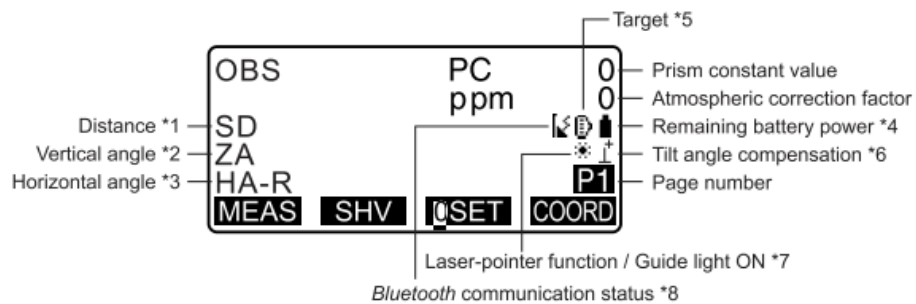 Target *5
OBS PC 0 Prism constant value
ppm 0 Atmospheric correction factor
Distance *1 SD Remaining battery power *4
Vertical angle *2 ZA Tilt angle compensation *6
Horizontal angle *3 HA-R P1 Page number
MEAS SHV 0SET COORD
Laser-pointer function / Guide light ON *7
Bluetooth communication status *8